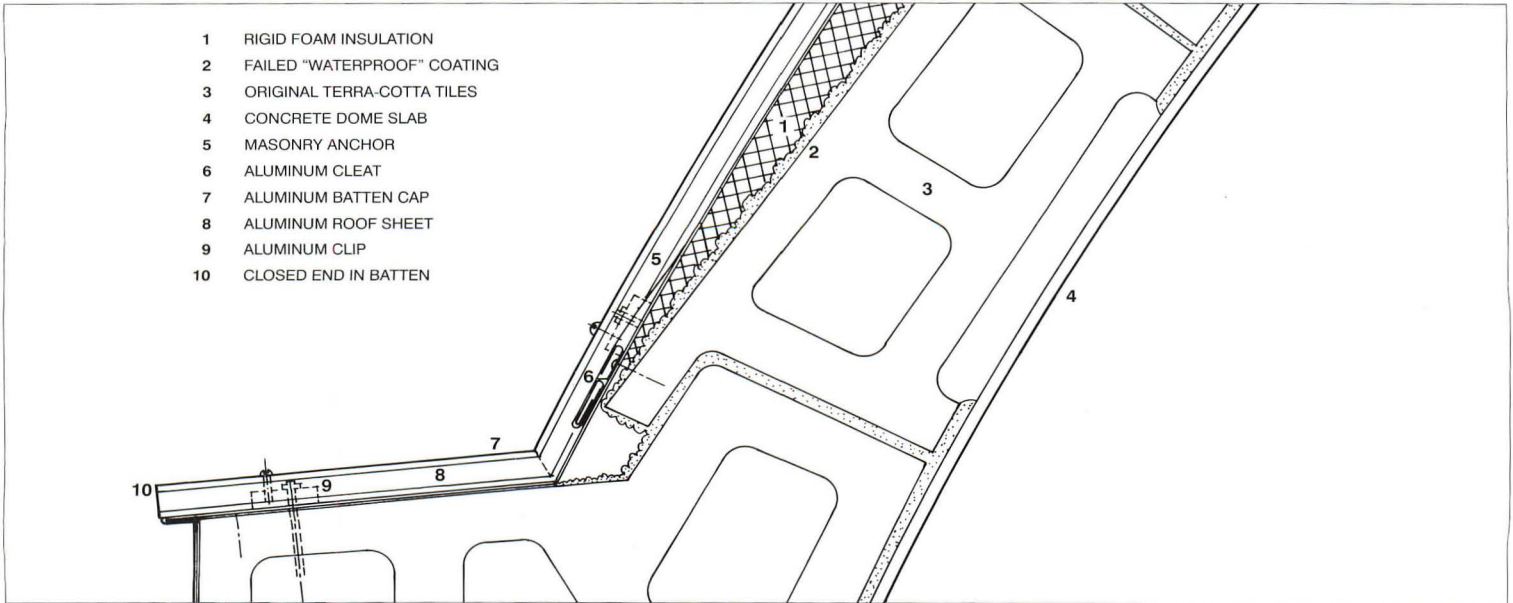 1 RIGID FOAM INSULATION
2 FAILED "WATERPROOF" COATING
3 ORIGINAL TERRA-COTTA TILES
4 CONCRETE DOME SLAB
5 MASONRY ANCHOR
6 ALUMINUM CLEAT
7 ALUMINUM BATTEN CAP
8 ALUMINUM ROOF SHEET
9 ALUMINUM CLIP
10 CLOSED END IN BATTEN
1
2
3
4
5
6
7
8
9
10